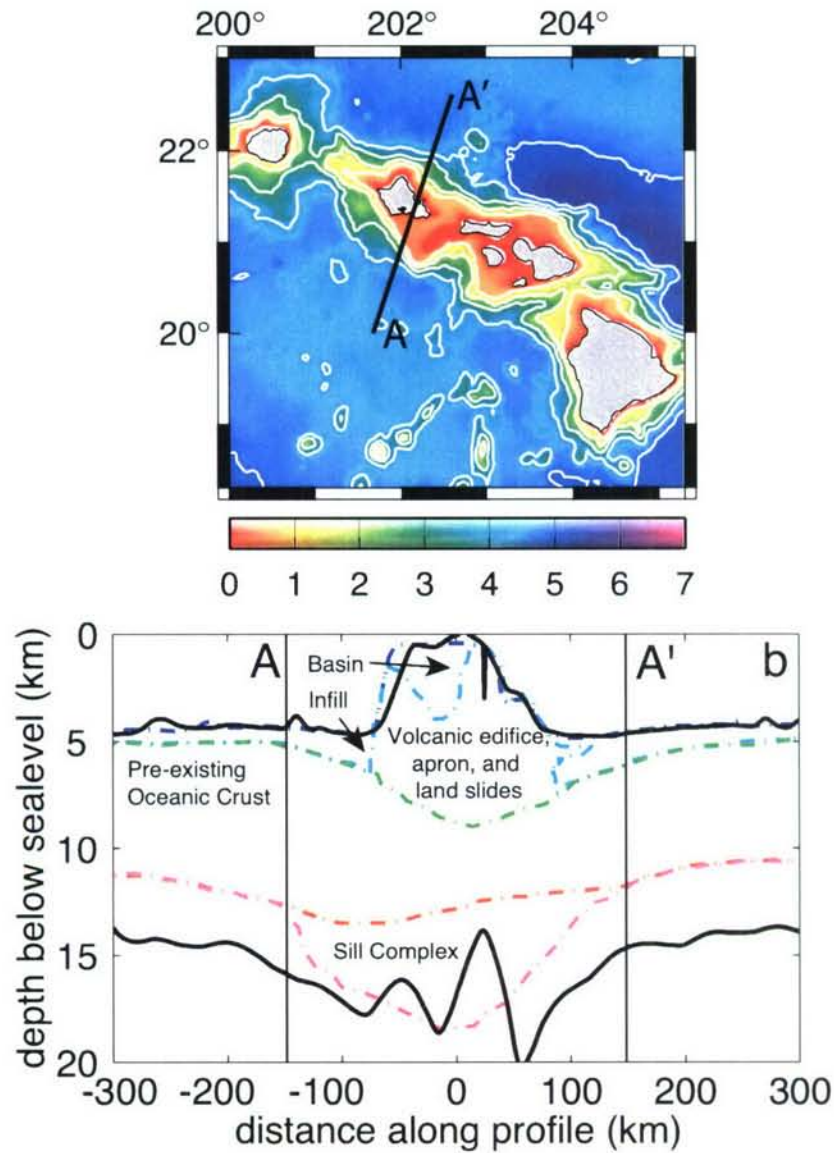 200° 202° 204°
A'
22°
20°
A
0 1 2 3 4 5 6 7
A A' b
Basin
Infill
Volcanic edifice,
apron, and
land slides
Pre-existing
Oceanic Crust
Sill Complex
depth below sealevel (km)
0
5
10
15
20
-300 -200 -100 0 100 200 300
distance along profile (km)